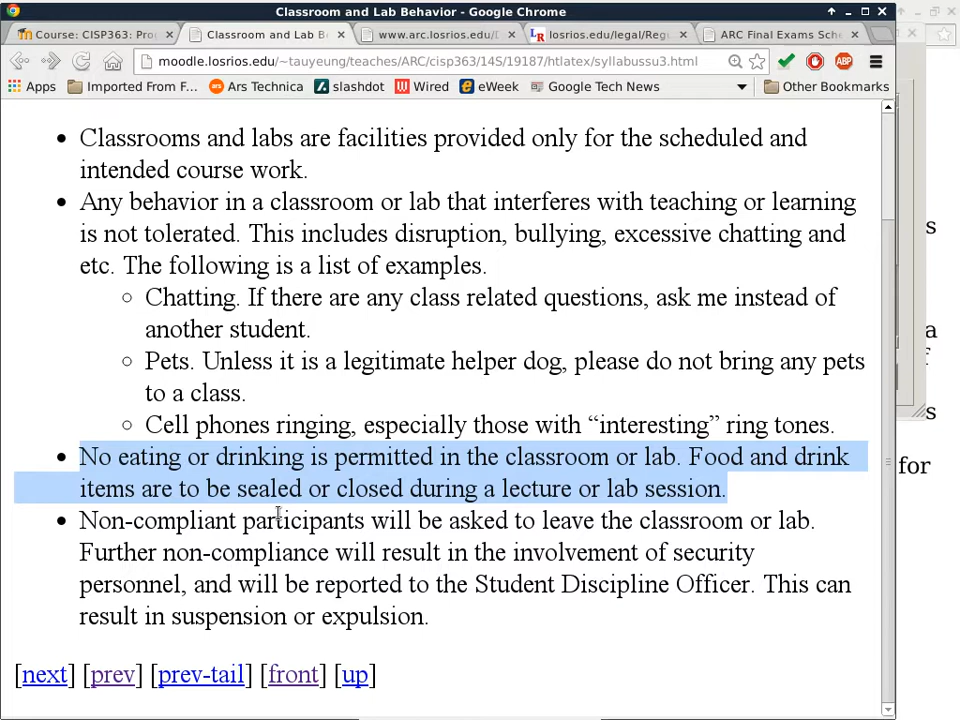 Classroom and Lab Behavior - Google Chrome
Course: CISP363: Pro
Classroom and Lab B
www.arc.losrios.edu/
losrios.edu/legal/Reg
ARC Final Exams Sch
moodle.losrios.edu/~tauyeung/teaches/ARC/cisp363/14S/19187/htlatex/syllabussu3.html
ABP
Apps Imported From F... Ars Technica slashdot Wired eWeek Google Tech News Other Bookmarks
Classrooms and labs are facilities provided only for the scheduled and
intended course work.
Any behavior in a classroom or lab that interferes with teaching or learning
is not tolerated. This includes disruption, bullying, excessive chatting and
etc. The following is a list of examples.
Chatting. If there are any class related questions, ask me instead of
another student.
Pets. Unless it is a legitimate helper dog, please do not bring any pets
to a class.
Cell phones ringing, especially those with “interesting” ring tones.
No eating or drinking is permitted in the classroom or lab. Food and drink
items are to be sealed or closed during a lecture or lab session.
Non-compliant participants will be asked to leave the classroom or lab.
Further non-compliance will result in the involvement of security
personnel, and will be reported to the Student Discipline Officer. This can
result in suspension or expulsion.
[next] [prev] [prev-tail] [front] [up]
s
a
s
for